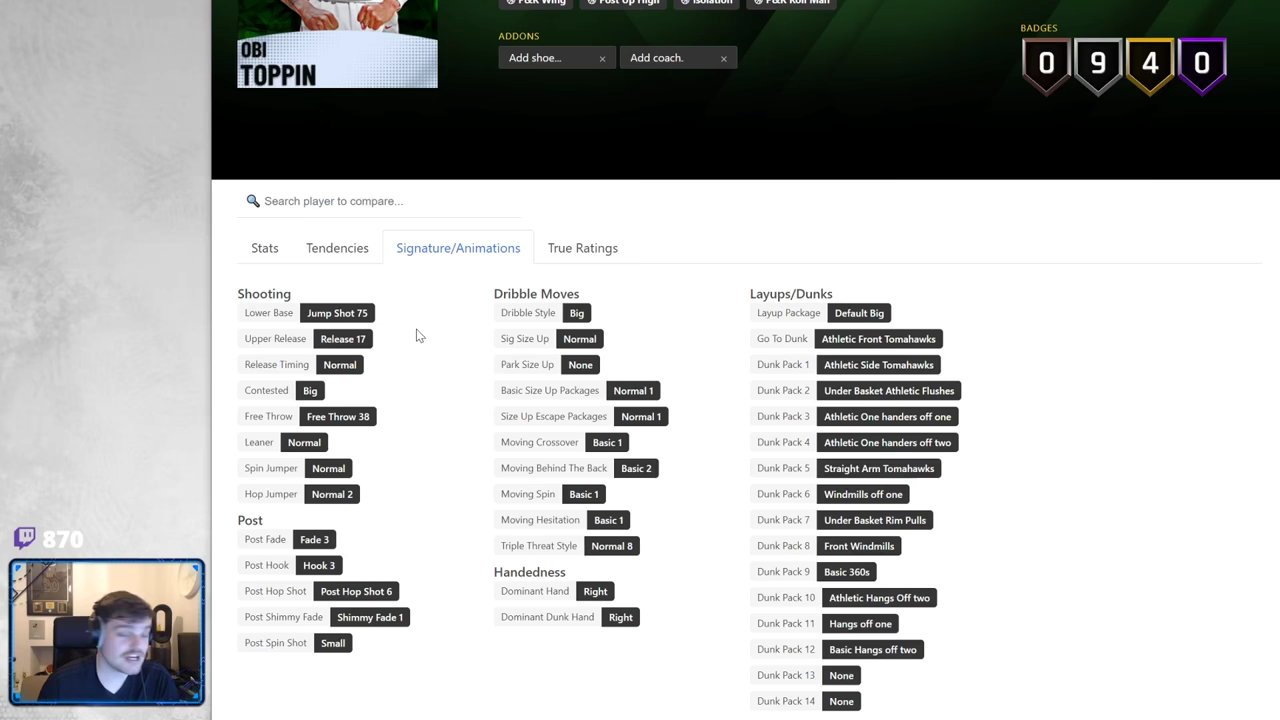 P&R Wing Post Up High Isolation P&R Roll Man
OBI
TOPPIN
ADDONS
Add shoe... × Add coach. ×
BADGES
0 9 4 0
Search player to compare...
Stats Tendencies Signature/Animations True Ratings
Shooting
Lower Base Jump Shot 75
Upper Release Release 17
Release Timing Normal
Contested Big
Free Throw Free Throw 38
Leaner Normal
Spin Jumper Normal
Hop Jumper Normal 2
Post
Post Fade Fade 3
Post Hook Hook 3
Post Hop Shot Post Hop Shot 6
Post Shimmy Fade Shimmy Fade 1
Post Spin Shot Small
Dribble Moves
Dribble Style Big
Sig Size Up Normal
Park Size Up None
Basic Size Up Packages Normal 1
Size Up Escape Packages Normal 1
Moving Crossover Basic 1
Moving Behind The Back Basic 2
Moving Spin Basic 1
Moving Hesitation Basic 1
Triple Threat Style Normal 8
Handedness
Dominant Hand Right
Dominant Dunk Hand Right
Layups/Dunks
Layup Package Default Big
Go To Dunk Athletic Front Tomahawks
Dunk Pack 1 Athletic Side Tomahawks
Dunk Pack 2 Under Basket Athletic Flushes
Dunk Pack 3 Athletic One handers off one
Dunk Pack 4 Athletic One handers off two
Dunk Pack 5 Straight Arm Tomahawks
Dunk Pack 6 Windmills off one
Dunk Pack 7 Under Basket Rim Pulls
Dunk Pack 8 Front Windmills
Dunk Pack 9 Basic 360s
Dunk Pack 10 Athletic Hangs Off two
Dunk Pack 11 Hangs off one
Dunk Pack 12 Basic Hangs off two
Dunk Pack 13 None
Dunk Pack 14 None
870